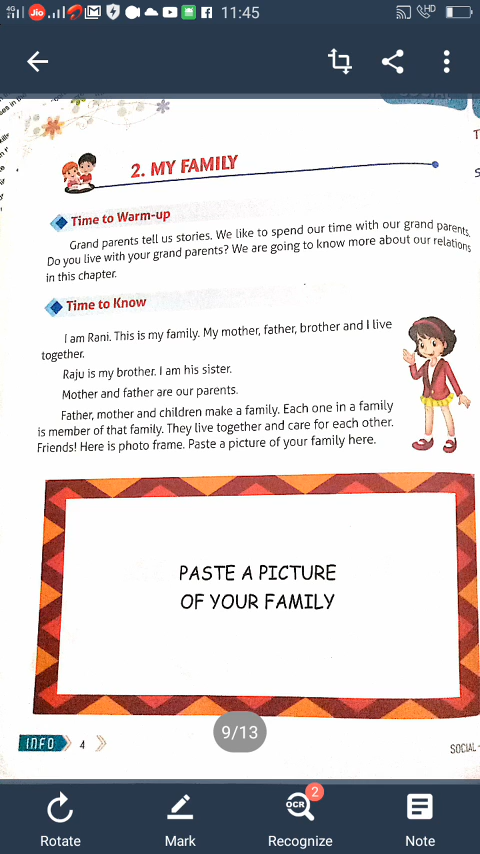 4G
Jio
HD
11:45
2. MY FAMILY
Time to Warm-up
Grand parents tell us stories. We like to spend our time with our grand parents.
Do you live with your grand parents? We are going to know more about our relations
in this chapter.
Time to Know
I am Rani. This is my family. My mother, father, brother and I live
together.
Raju is my brother. I am his sister.
Mother and father are our parents.
Father, mother and children make a family. Each one in a family
is member of that family. They live together and care for each other.
Friends! Here is photo frame. Paste a picture of your family here.
PASTE A PICTURE
OF YOUR FAMILY
9/13
INFO 4
SOCIAL -
OCR
2
Rotate
Mark
Recognize
Note